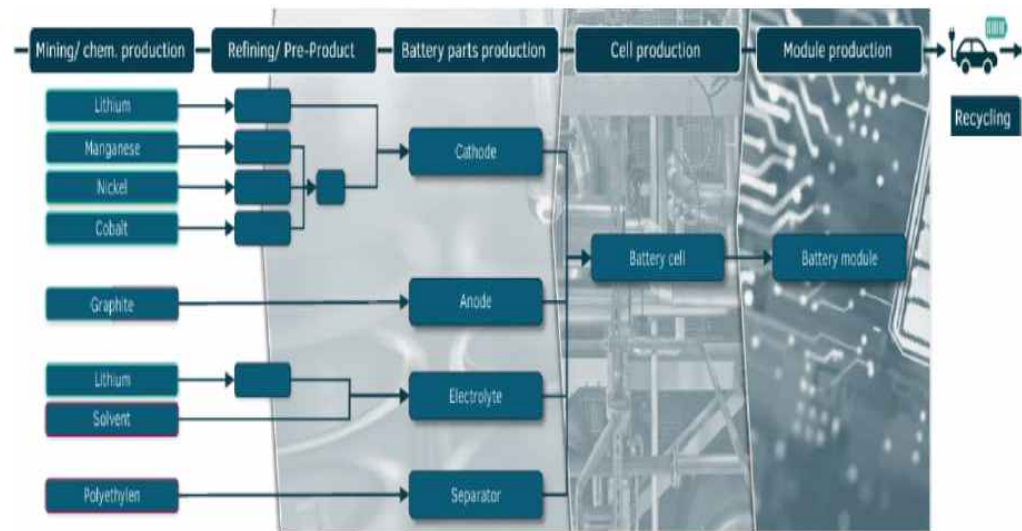 Mining/ chem. production
Refining/ Pre-Product
Battery parts production
Cell production
Module production
Recycling
Lithium
Manganese
Nickel
Cobalt
Cathode
Battery cell
Battery module
Graphite
Anode
Lithium
Solvent
Electrolyte
Polyethylen
Separator